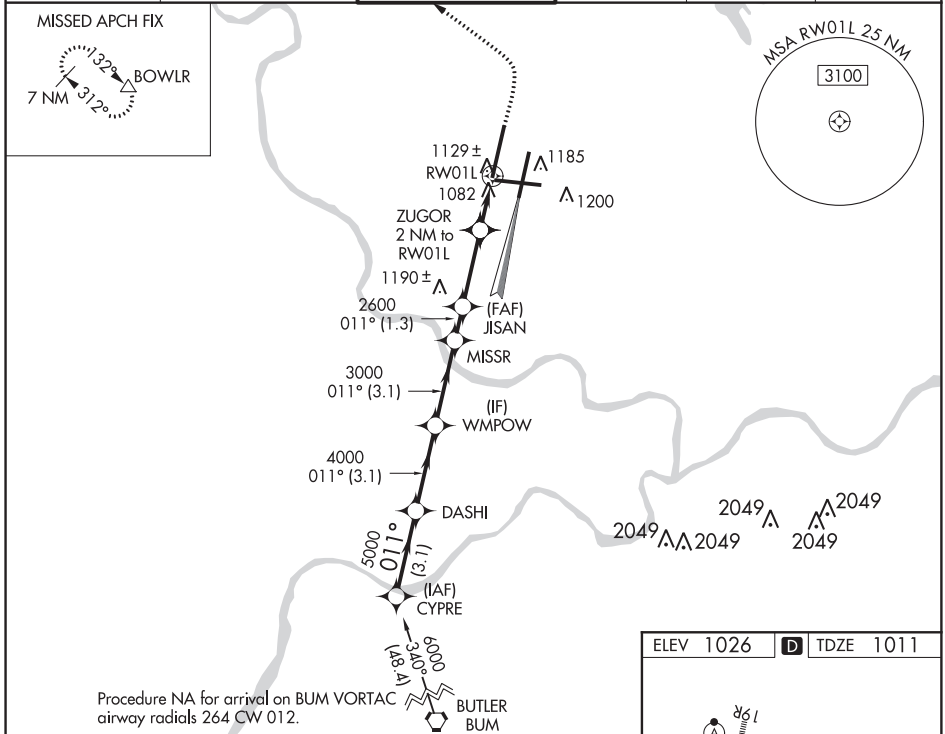 MISSED APCH FIX
132°
BOWLR
7 NM
312°
MSA RW01L 25 NM
3100
1129 ±
RW01L
1082
1185
1200
ZUGOR
2 NM to
RW01L
1190 ±
2600
011° (1.3)
(FAF)
JISAN
MISSR
3000
011° (3.1)
(IF)
WMPOW
4000
011° (3.1)
DASHI
2049
2049
2049
2049
2049
5000
011°
(3.1)
(IAF)
CYPRE
6000
340°
(48.4)
BUTLER
BUM
Procedure NA for arrival on BUM VORTAC
airway radials 264 CW 012.
ELEV 1026
D
TDZE 1011
19R
A